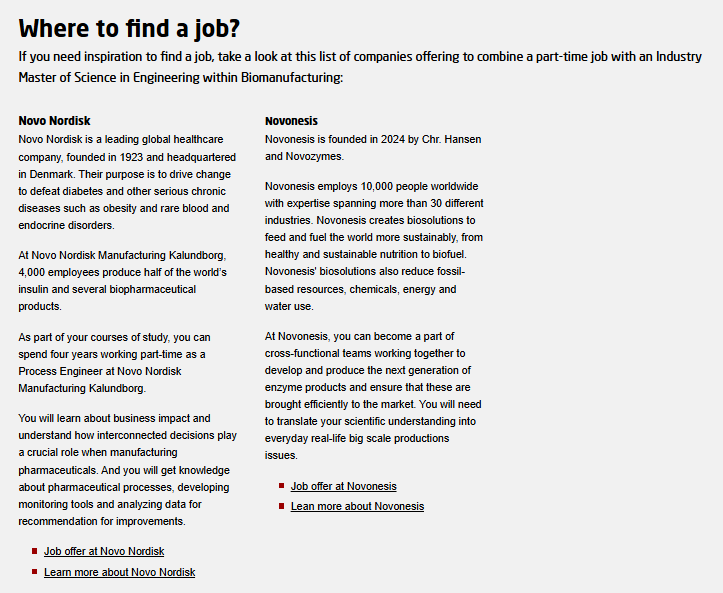 Where to find a job?
If you need inspiration to find a job, take a look at this list of companies offering to combine a part-time job with an Industry
Master of Science in Engineering within Biomanufacturing:
Novo Nordisk
Novo Nordisk is a leading global healthcare
company, founded in 1923 and headquartered
in Denmark. Their purpose is to drive change
to defeat diabetes and other serious chronic
diseases such as obesity and rare blood and
endocrine disorders.
At Novo Nordisk Manufacturing Kalundborg,
4,000 employees produce half of the world's
insulin and several biopharmaceutical
products.
As part of your courses of study, you can
spend four years working part-time as a
Process Engineer at Novo Nordisk
Manufacturing Kalundborg.
You will learn about business impact and
understand how interconnected decisions play
a crucial role when manufacturing
pharmaceuticals. And you will get knowledge
about pharmaceutical processes, developing
monitoring tools and analyzing data for
recommendation for improvements.
Job offer at Novo Nordisk
Learn more about Novo Nordisk
Novonesis
Novonesis is founded in 2024 by Chr. Hansen
and Novozymes.
Novonesis employs 10,000 people worldwide
with expertise spanning more than 30 different
industries. Novonesis creates biosolutions to
feed and fuel the world more sustainably, from
healthy and sustainable nutrition to biofuel.
Novonesis' biosolutions also reduce fossil-
based resources, chemicals, energy and
water use.
At Novonesis, you can become a part of
cross-functional teams working together to
develop and produce the next generation of
enzyme products and ensure that these are
brought efficiently to the market. You will need
to translate your scientific understanding into
everyday real-life big scale productions
issues.
Job offer at Novonesis
Lean more about Novonesis